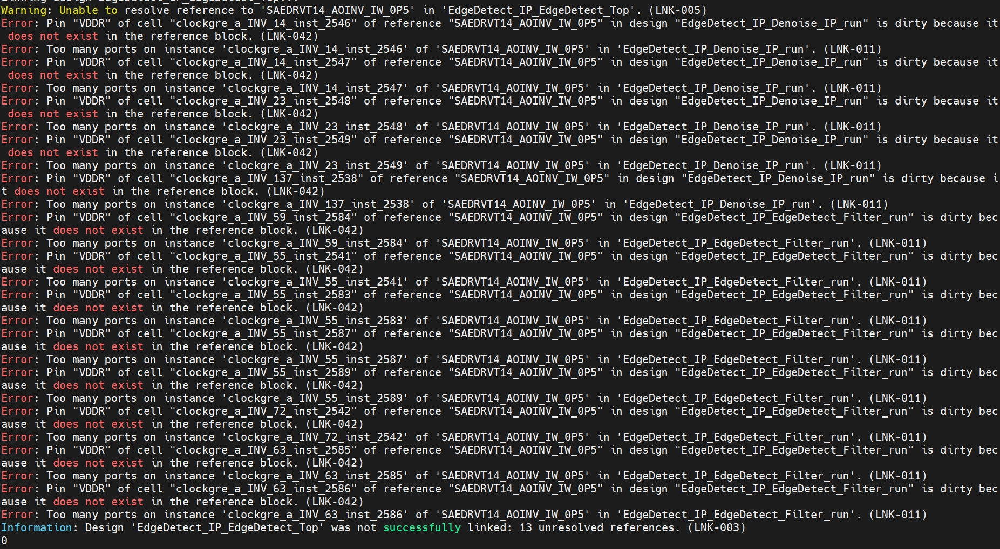 Linking design EdgeDetect_IP_EdgeDetect_Top...
Warning: Unable to resolve reference to 'SAEDRVT14_AOINV_IW_0P5' in 'EdgeDetect_IP_EdgeDetect_Top'. (LNK-005)
Error: Pin "VDDR" of cell "clockgre_a_INV_14_inst_2546" of reference "SAEDRVT14_AOINV_IW_0P5" in design "EdgeDetect_IP_Denoise_IP_run" is dirty because it
does not exist in the reference block. (LNK-042)
Error: Too many ports on instance 'clockgre_a_INV_14_inst_2546' of 'SAEDRVT14_AOINV_IW_0P5' in 'EdgeDetect_IP_Denoise_IP_run'. (LNK-011)
Error: Pin "VDDR" of cell "clockgre_a_INV_14_inst_2547" of reference "SAEDRVT14_AOINV_IW_0P5" in design "EdgeDetect_IP_Denoise_IP_run" is dirty because it
does not exist in the reference block. (LNK-042)
Error: Too many ports on instance 'clockgre_a_INV_14_inst_2547' of 'SAEDRVT14_AOINV_IW_0P5' in 'EdgeDetect_IP_Denoise_IP_run'. (LNK-011)
Error: Pin "VDDR" of cell "clockgre_a_INV_23_inst_2548" of reference "SAEDRVT14_AOINV_IW_0P5" in design "EdgeDetect_IP_Denoise_IP_run" is dirty because it
does not exist in the reference block. (LNK-042)
Error: Too many ports on instance 'clockgre_a_INV_23_inst_2548' of 'SAEDRVT14_AOINV_IW_0P5' in 'EdgeDetect_IP_Denoise_IP_run'. (LNK-011)
Error: Pin "VDDR" of cell "clockgre_a_INV_23_inst_2549" of reference "SAEDRVT14_AOINV_IW_0P5" in design "EdgeDetect_IP_Denoise_IP_run" is dirty because it
does not exist in the reference block. (LNK-042)
Error: Too many ports on instance 'clockgre_a_INV_23_inst_2549' of 'SAEDRVT14_AOINV_IW_0P5' in 'EdgeDetect_IP_Denoise_IP_run'. (LNK-011)
Error: Pin "VDDR" of cell "clockgre_a_INV_137_inst_2538" of reference "SAEDRVT14_AOINV_IW_0P5" in design "EdgeDetect_IP_Denoise_IP_run" is dirty because i
t does not exist in the reference block. (LNK-042)
Error: Too many ports on instance 'clockgre_a_INV_137_inst_2538' of 'SAEDRVT14_AOINV_IW_0P5' in 'EdgeDetect_IP_Denoise_IP_run'. (LNK-011)
Error: Pin "VDDR" of cell "clockgre_a_INV_59_inst_2584" of reference "SAEDRVT14_AOINV_IW_0P5" in design "EdgeDetect_IP_EdgeDetect_Filter_run" is dirty bec
ause it does not exist in the reference block. (LNK-042)
Error: Too many ports on instance 'clockgre_a_INV_59_inst_2584' of 'SAEDRVT14_AOINV_IW_0P5' in 'EdgeDetect_IP_EdgeDetect_Filter_run'. (LNK-011)
Error: Pin "VDDR" of cell "clockgre_a_INV_55_inst_2541" of reference "SAEDRVT14_AOINV_IW_0P5" in design "EdgeDetect_IP_EdgeDetect_Filter_run" is dirty bec
ause it does not exist in the reference block. (LNK-042)
Error: Too many ports on instance 'clockgre_a_INV_55_inst_2541' of 'SAEDRVT14_AOINV_IW_0P5' in 'EdgeDetect_IP_EdgeDetect_Filter_run'. (LNK-011)
Error: Pin "VDDR" of cell "clockgre_a_INV_55_inst_2583" of reference "SAEDRVT14_AOINV_IW_0P5" in design "EdgeDetect_IP_EdgeDetect_Filter_run" is dirty bec
ause it does not exist in the reference block. (LNK-042)
Error: Too many ports on instance 'clockgre_a_INV_55_inst_2583' of 'SAEDRVT14_AOINV_IW_0P5' in 'EdgeDetect_IP_EdgeDetect_Filter_run'. (LNK-011)
Error: Pin "VDDR" of cell "clockgre_a_INV_55_inst_2587" of reference "SAEDRVT14_AOINV_IW_0P5" in design "EdgeDetect_IP_EdgeDetect_Filter_run" is dirty bec
ause it does not exist in the reference block. (LNK-042)
Error: Too many ports on instance 'clockgre_a_INV_55_inst_2587' of 'SAEDRVT14_AOINV_IW_0P5' in 'EdgeDetect_IP_EdgeDetect_Filter_run'. (LNK-011)
Error: Pin "VDDR" of cell "clockgre_a_INV_55_inst_2589" of reference "SAEDRVT14_AOINV_IW_0P5" in design "EdgeDetect_IP_EdgeDetect_Filter_run" is dirty bec
ause it does not exist in the reference block. (LNK-042)
Error: Too many ports on instance 'clockgre_a_INV_55_inst_2589' of 'SAEDRVT14_AOINV_IW_0P5' in 'EdgeDetect_IP_EdgeDetect_Filter_run'. (LNK-011)
Error: Pin "VDDR" of cell "clockgre_a_INV_72_inst_2542" of reference "SAEDRVT14_AOINV_IW_0P5" in design "EdgeDetect_IP_EdgeDetect_Filter_run" is dirty bec
ause it does not exist in the reference block. (LNK-042)
Error: Too many ports on instance 'clockgre_a_INV_72_inst_2542' of 'SAEDRVT14_AOINV_IW_0P5' in 'EdgeDetect_IP_EdgeDetect_Filter_run'. (LNK-011)
Error: Pin "VDDR" of cell "clockgre_a_INV_63_inst_2585" of reference "SAEDRVT14_AOINV_IW_0P5" in design "EdgeDetect_IP_EdgeDetect_Filter_run" is dirty bec
ause it does not exist in the reference block. (LNK-042)
Error: Too many ports on instance 'clockgre_a_INV_63_inst_2585' of 'SAEDRVT14_AOINV_IW_0P5' in 'EdgeDetect_IP_EdgeDetect_Filter_run'. (LNK-011)
Error: Pin "VDDR" of cell "clockgre_a_INV_63_inst_2586" of reference "SAEDRVT14_AOINV_IW_0P5" in design "EdgeDetect_IP_EdgeDetect_Filter_run" is dirty bec
ause it does not exist in the reference block. (LNK-042)
Error: Too many ports on instance 'clockgre_a_INV_63_inst_2586' of 'SAEDRVT14_AOINV_IW_0P5' in 'EdgeDetect_IP_EdgeDetect_Filter_run'. (LNK-011)
Information: Design 'EdgeDetect_IP_EdgeDetect_Top' was not successfully linked: 13 unresolved references. (LNK-003)
0